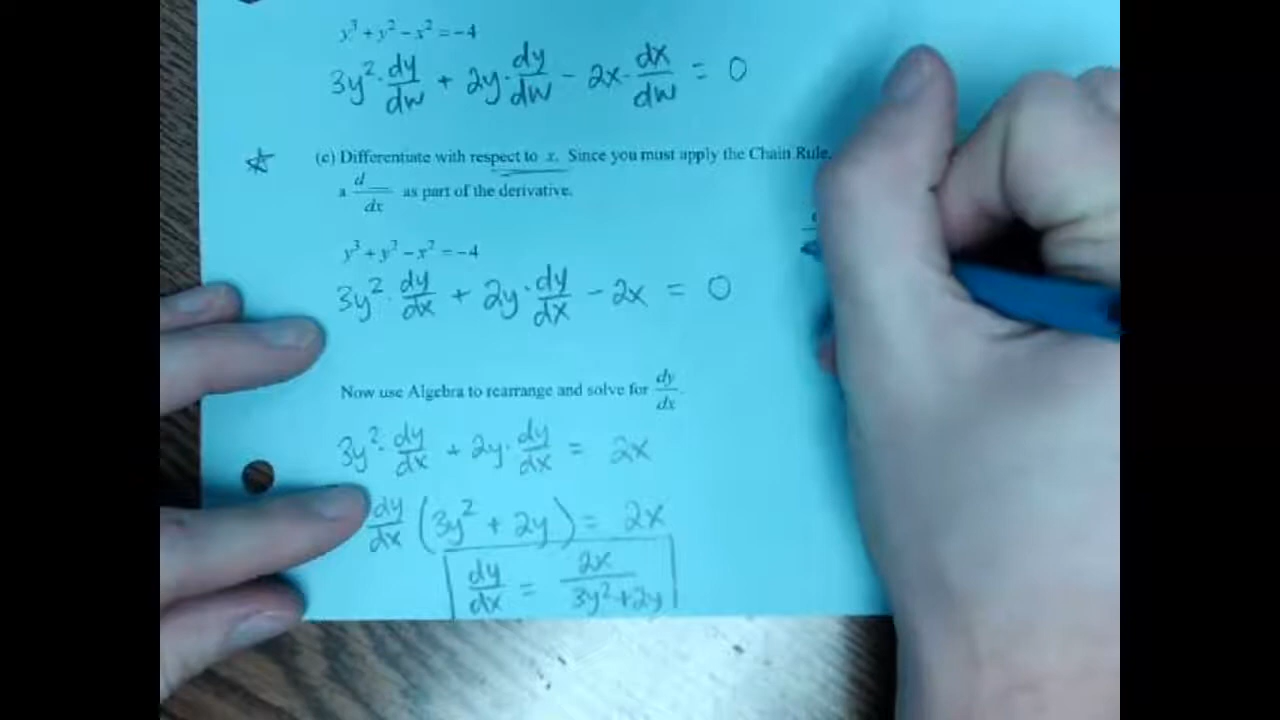 y³ + y² − x² = −4
3y² · dy/dw + 2y · dy/dw − 2x · dx/dw = 0
(c) Differentiate with respect to x. Since you must apply the Chain Rule,
a d__/dx as part of the derivative.
y³ + y² − x² = −4
3y² · dy/dx + 2y · dy/dx − 2x = 0
Now use Algebra to rearrange and solve for dy/dx.
3y² · dy/dx + 2y · dy/dx = 2x
dy/dx (3y² + 2y) = 2x
dy/dx = 2x/(3y²+2y)